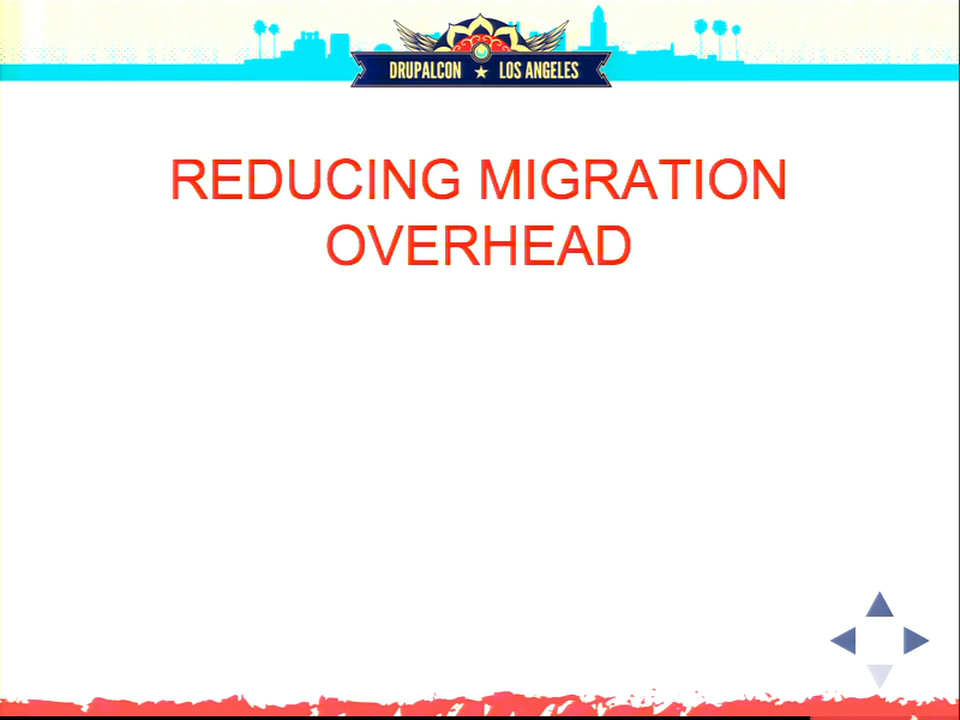 DRUPALCON ★ LOS ANGELES
REDUCING MIGRATION
OVERHEAD